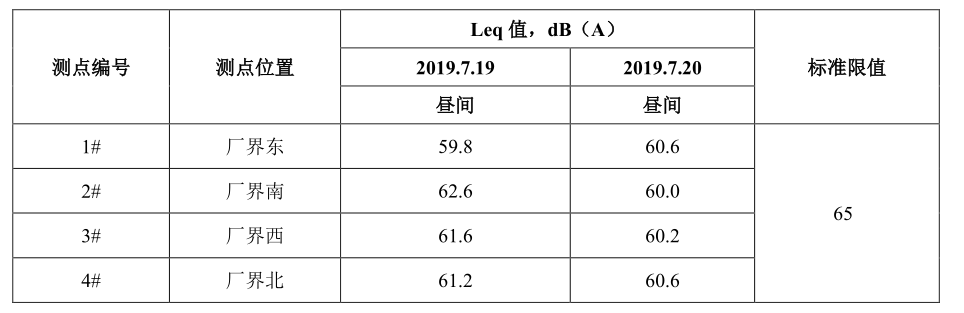 测点编号 测点位置 Leq 值，dB（A） 标准限值
2019.7.19 2019.7.20
昼间 昼间
1# 厂界东 59.8 60.6 65
2# 厂界南 62.6 60.0
3# 厂界西 61.6 60.2
4# 厂界北 61.2 60.6